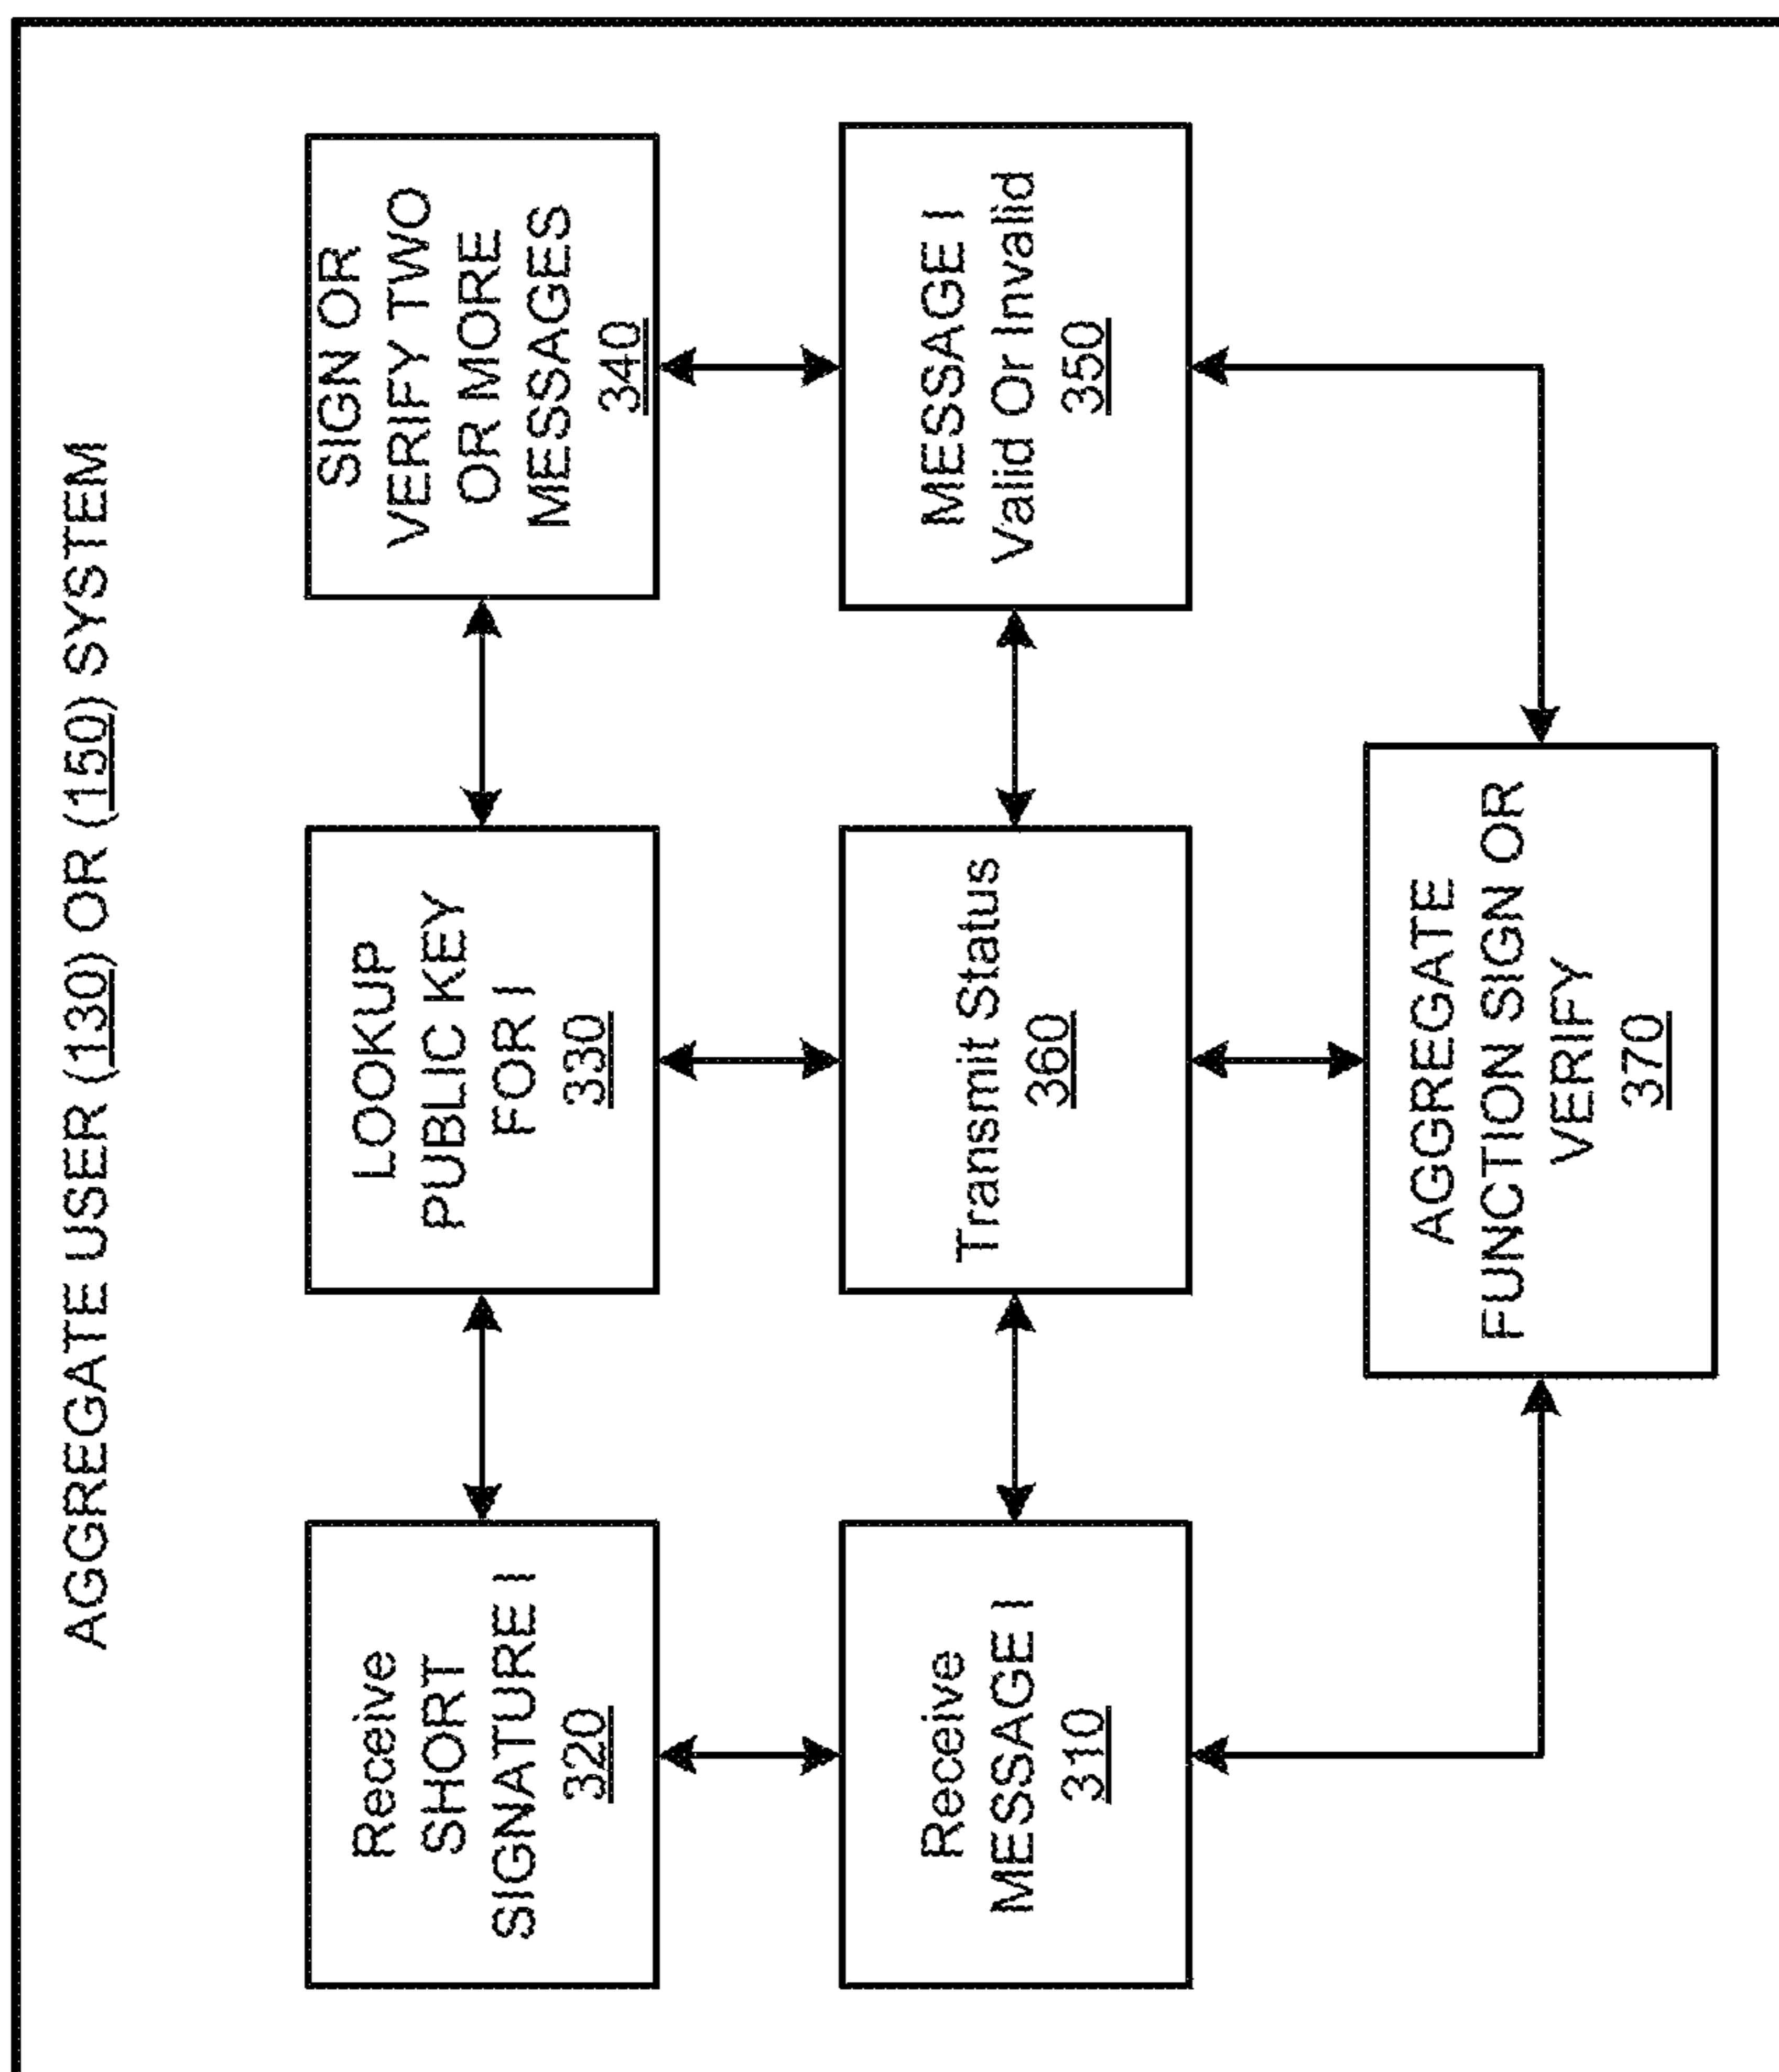 AGGREGATE USER (130) OR (150) SYSTEM
Receive
SHORT
SIGNATURE I
320
LOOKUP
PUBLIC KEY
FOR I
330
SIGN OR
VERIFY TWO
OR MORE
MESSAGES
340
Receive
MESSAGE I
310
Transmit Status
360
MESSAGE I
Valid Or Invalid
350
AGGREGATE
FUNCTION SIGN OR
VERIFY
370